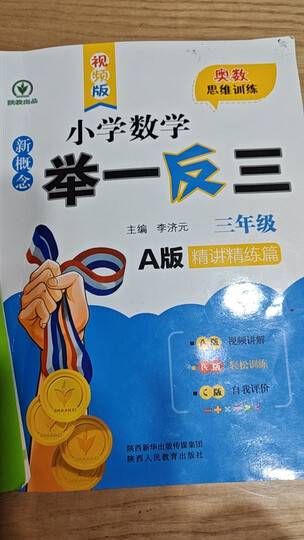 陕教出品
视频版
奥数
思维训练
新概念
小学数学
举一反三
主编 李济元
三年级
A版 精讲精练篇
A版 视频讲解
B版 轻松训练
C版 自我评价
陕西新华出版传媒集团
陕西人民教育出版社